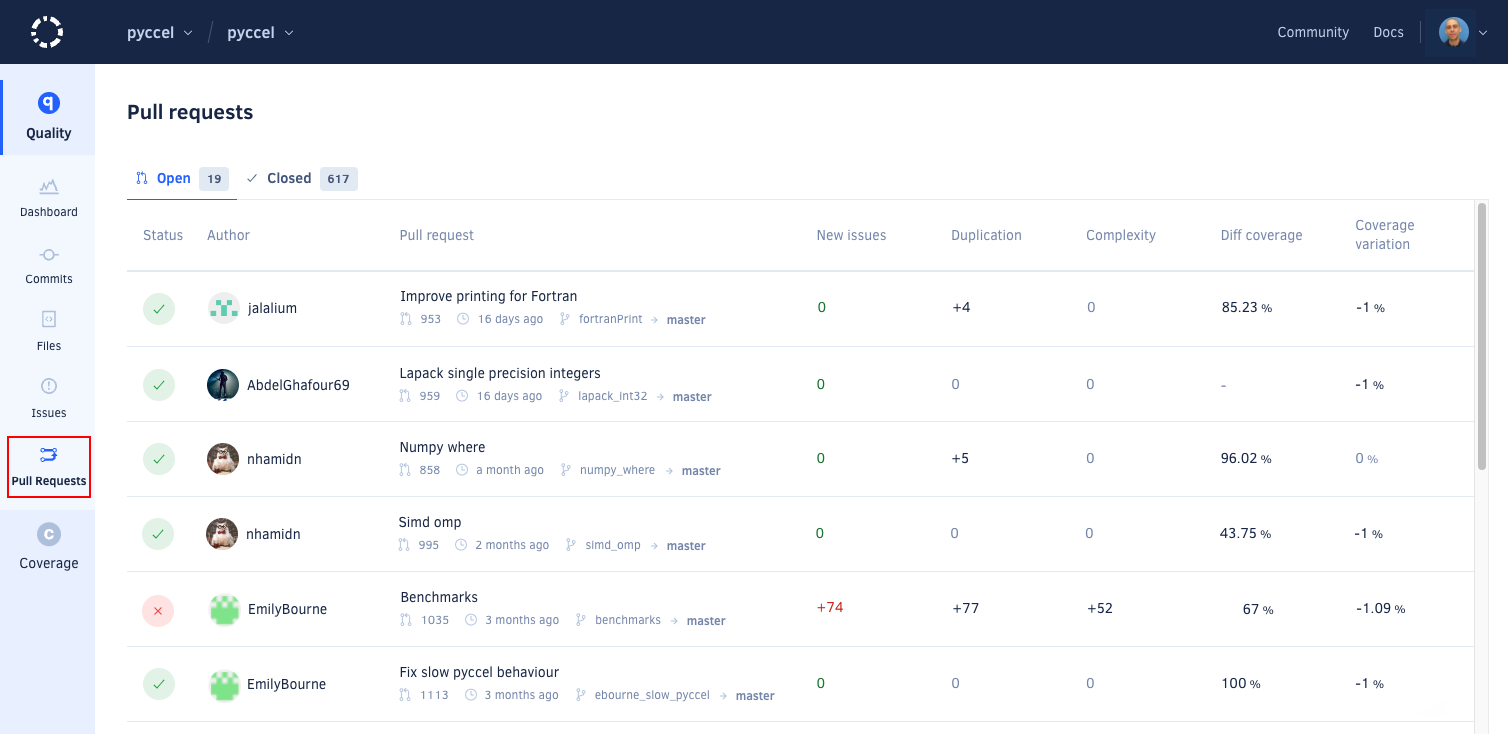 pyccel / pyccel Community Docs
Quality
Dashboard
Commits
Files
Issues
Pull Requests
Coverage
Pull requests
Open 19 Closed 617
Status Author Pull request New issues Duplication Complexity Diff coverage Coverage
variation
jalalium Improve printing for Fortran 0 +4 0 85.23 % -1 %
953 16 days ago fortranPrint → master
AbdelGhafour69 Lapack single precision integers 0 0 0 - -1 %
959 16 days ago lapack_int32 → master
nhamidn Numpy where 0 +5 0 96.02 % 0 %
858 a month ago numpy_where → master
nhamidn Simd omp 0 0 0 43.75 % -1 %
995 2 months ago simd_omp → master
EmilyBourne Benchmarks +74 +77 +52 67 % -1.09 %
1035 3 months ago benchmarks → master
EmilyBourne Fix slow pyccel behaviour 0 0 0 100 % -1 %
1113 3 months ago ebourne_slow_pyccel → master